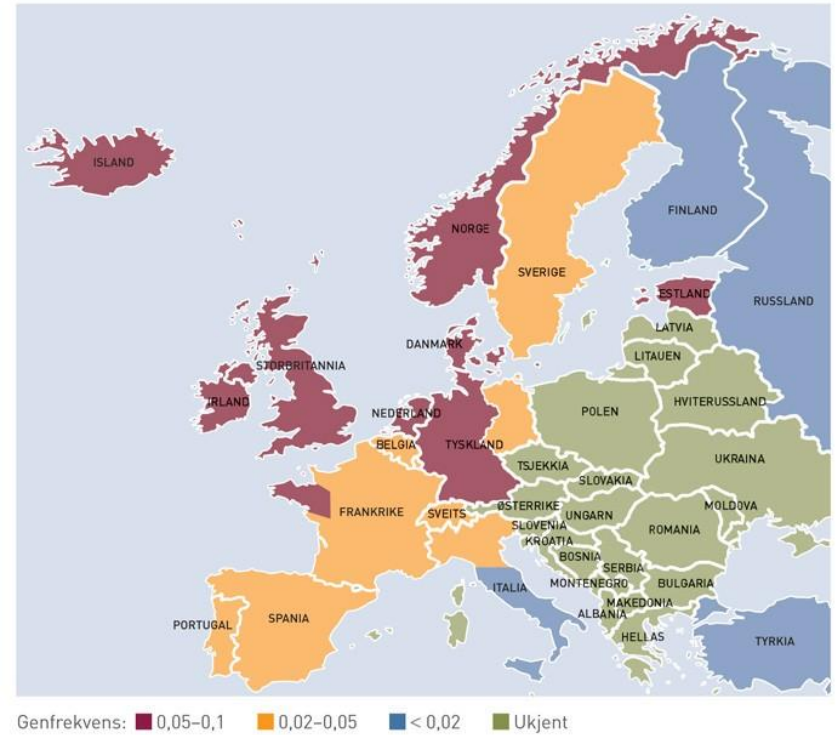 ISLAND
NORGE
FINLAND
SVERIGE
RUSSLAND
ESTLAND
LATVIA
DANMARK
LITAUEN
STORBRITANNIA
IRLAND
NEDERLAND
POLEN
HVITERUSSLAND
BELGIA
TYSKLAND
UKRAINA
TSJEKKIA
SLOVAKIA
ØSTERRIKE
MOLDOVA
FRANKRIKE
SVEITS
UNGARN
SLOVENIA
ROMANIA
KROATIA
BOSNIA
SERBIA
MONTENEGRO
BULGARIA
ITALIA
MAKEDONIA
ALBANIA
SPANIA
PORTUGAL
HELLAS
TYRKIA
Genfrekvens: 0,05–0,1 0,02–0,05 < 0,02 Ukjent